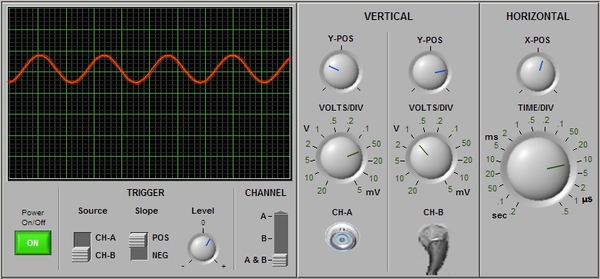 VERTICAL
HORIZONTAL
Y-POS
Y-POS
X-POS
VOLTS/DIV
VOLTS/DIV
TIME/DIV
V
1
.5
.2
.1
2
50
5
20
10
10
20
5
mV
V
1
.5
.2
.1
2
50
5
20
10
10
20
5
mV
ms
1
.5
.2
.1
2
50
5
20
10
10
20
5
50
2
.1
1
.2
.5
sec
µs
CH-A
CH-B
TRIGGER
CHANNEL
Power
On/Off
ON
Source
CH-A
CH-B
Slope
POS
NEG
Level
0
-
+
A
B
A & B